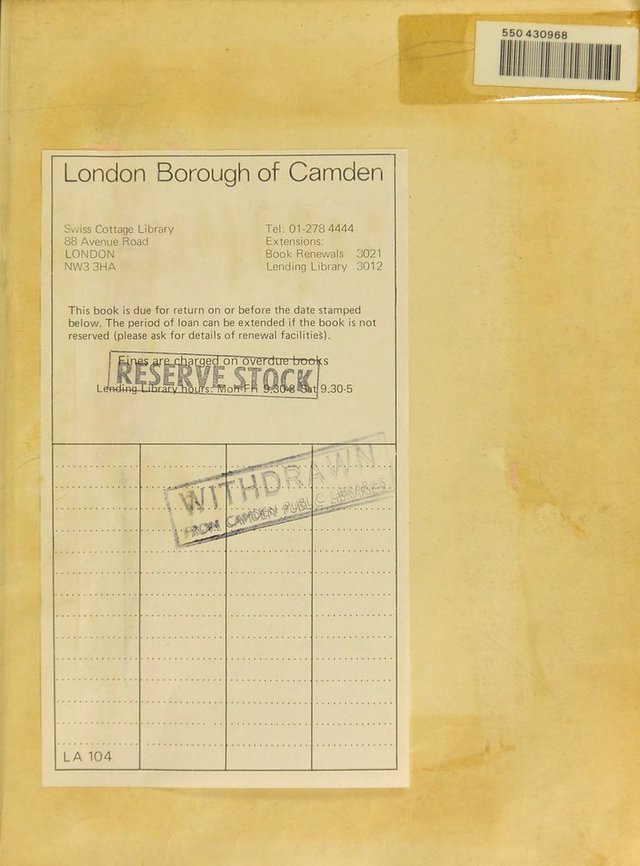 550 430968
London Borough of Camden
Swiss Cottage Library
88 Avenue Road
LONDON
NW3 3HA
Tel: 01-278 4444
Extensions:
Book Renewals 3021
Lending Library 3012
This book is due for return on or before the date stamped
below. The period of loan can be extended if the book is not
reserved (please ask for details of renewal facilities).
Fines are charged on overdue books
RESERVE STOCK
Lending Library hours: Mon-Fri 9.30-8 Sat 9.30-5
WITHDRAWN
FROM CAMDEN PUBLIC LIBRARIES
LA 104